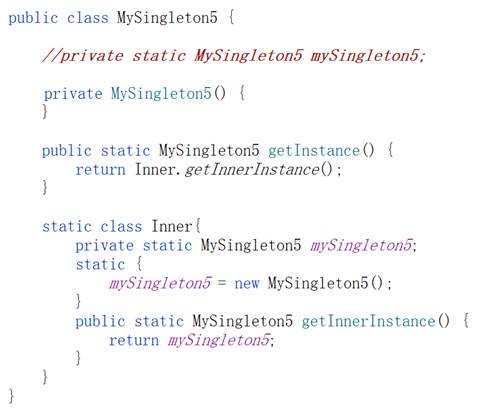 public class MySingleton5 {
//private static MySingleton5 mySingleton5;
private MySingleton5() {
}
public static MySingleton5 getInstance() {
return Inner.getInnerInstance();
}
static class Inner{
private static MySingleton5 mySingleton5;
static {
mySingleton5 = new MySingleton5();
}
public static MySingleton5 getInnerInstance() {
return mySingleton5;
}
}
}